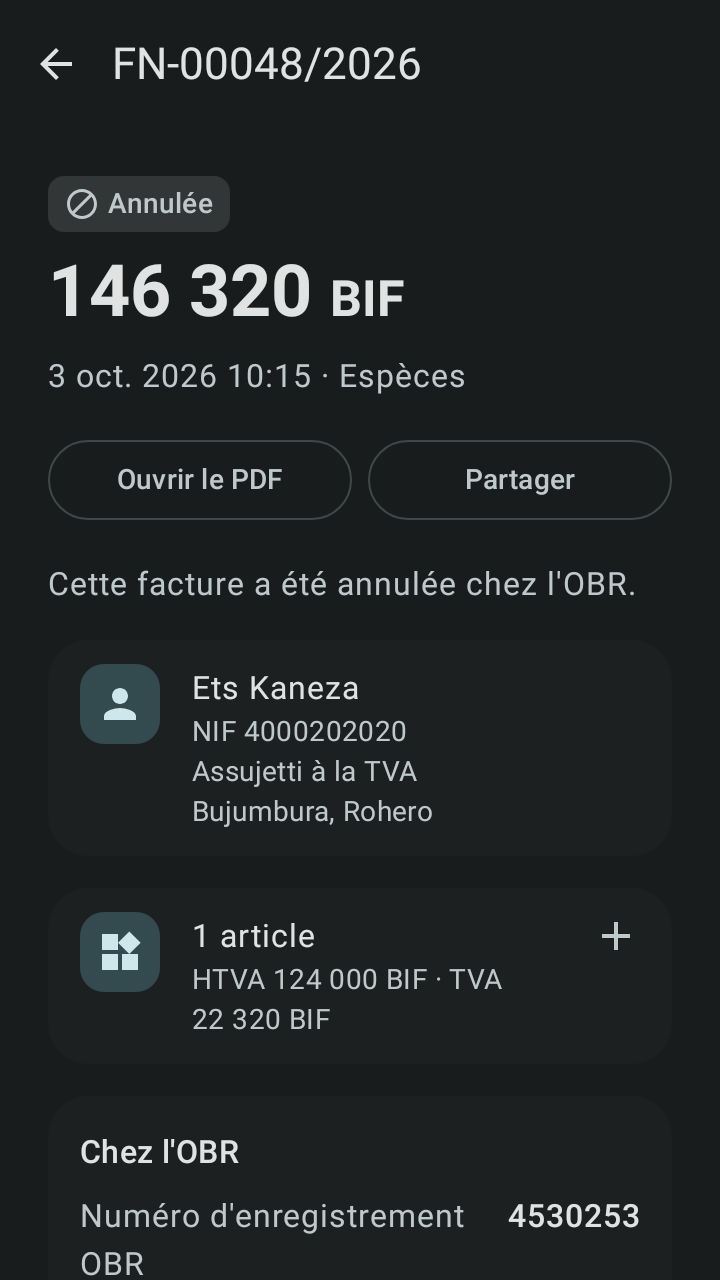 FN-00048/2026
Annulée
146 320 BIF
3 oct. 2026 10:15 · Espèces
Ouvrir le PDF
Partager
Cette facture a été annulée chez l'OBR.
Ets Kaneza
NIF 4000202020
Assujetti à la TVA
Bujumbura, Rohero
1 article
HTVA 124 000 BIF · TVA
22 320 BIF
Chez l'OBR
Numéro d'enregistrement 4530253
OBR